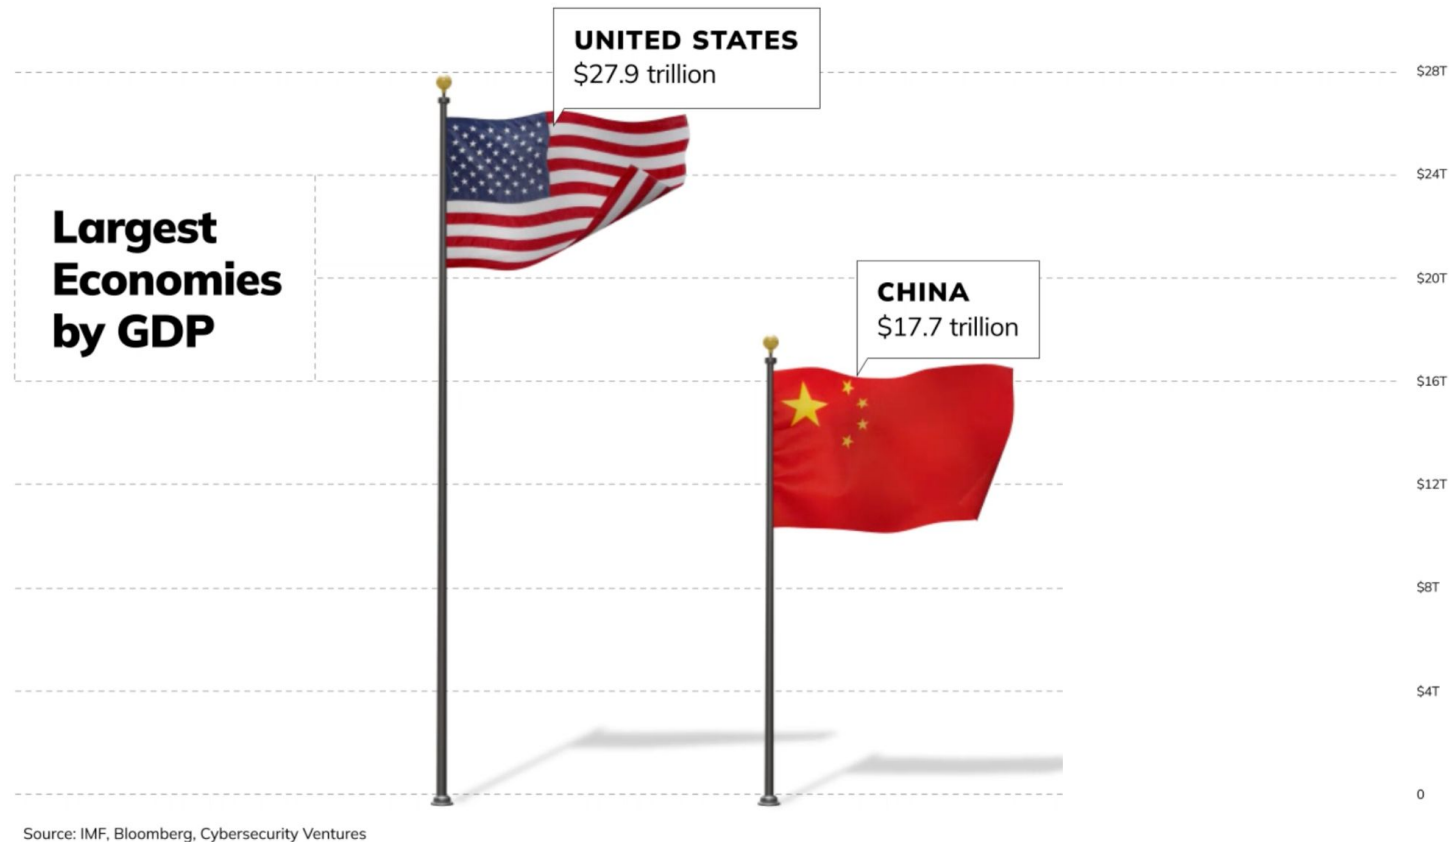 UNITED STATES
$27.9 trillion
$28T
$24T
Largest
Economies
by GDP
$20T
CHINA
$17.7 trillion
$16T
$12T
$8T
$4T
0
Source: IMF, Bloomberg, Cybersecurity Ventures